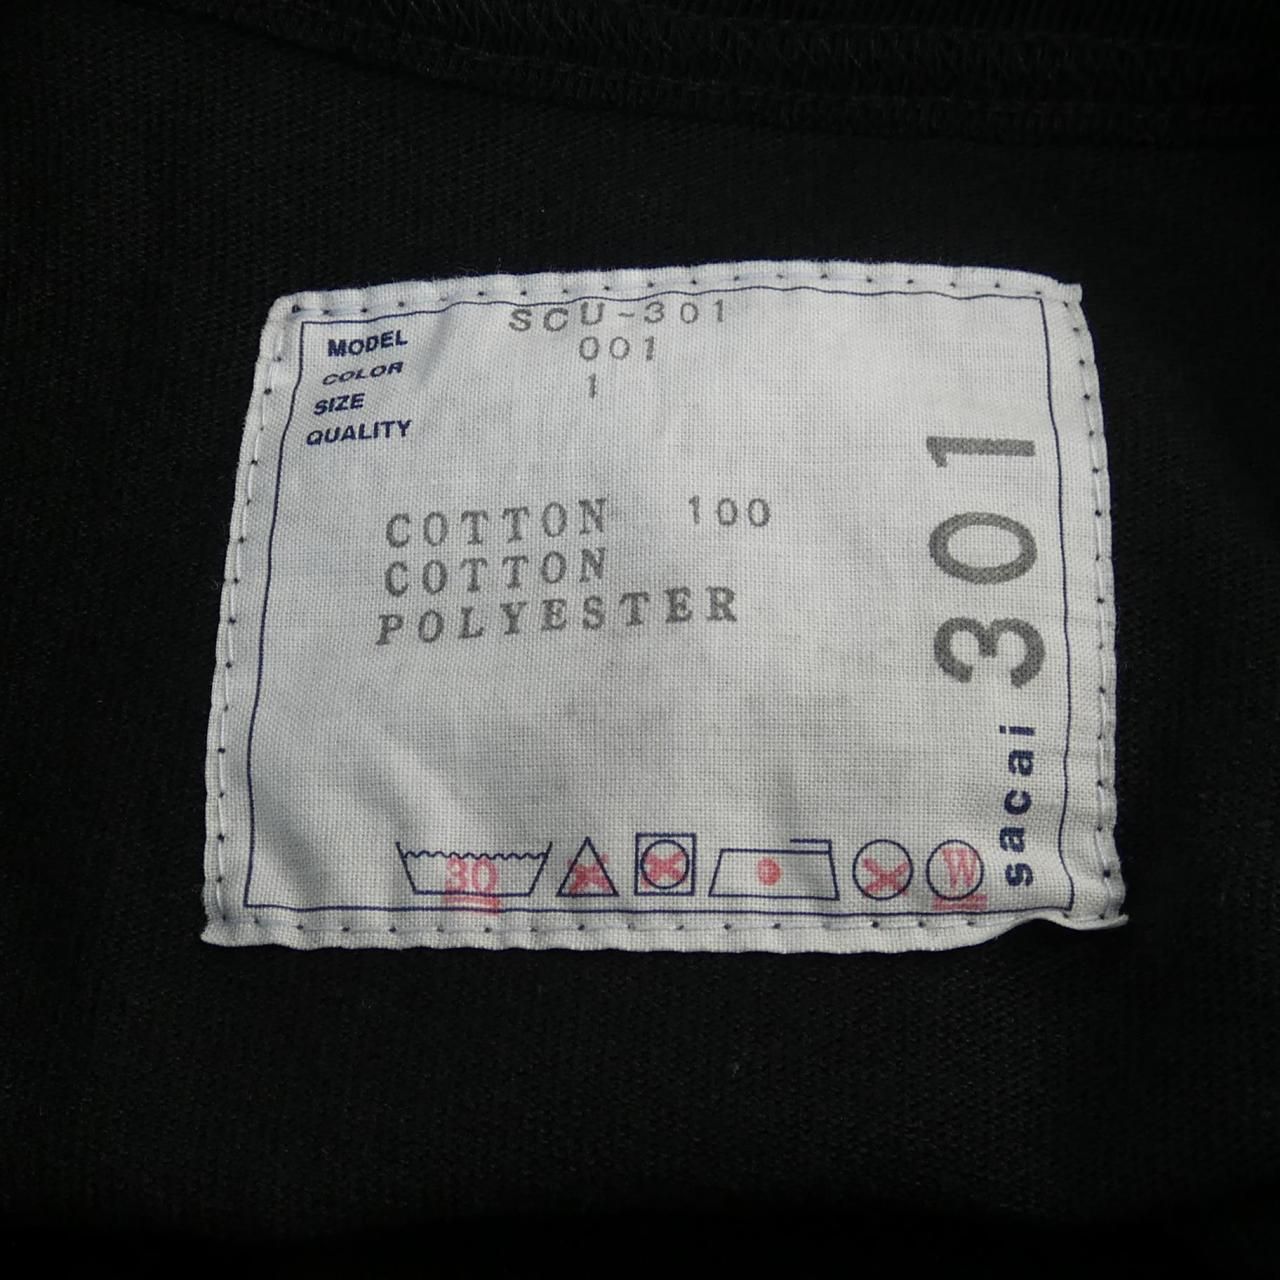 MODEL SCU-301
COLOR 001
SIZE 1
QUALITY
COTTON 100
COTTON
POLYESTER
30
W
sacai 301